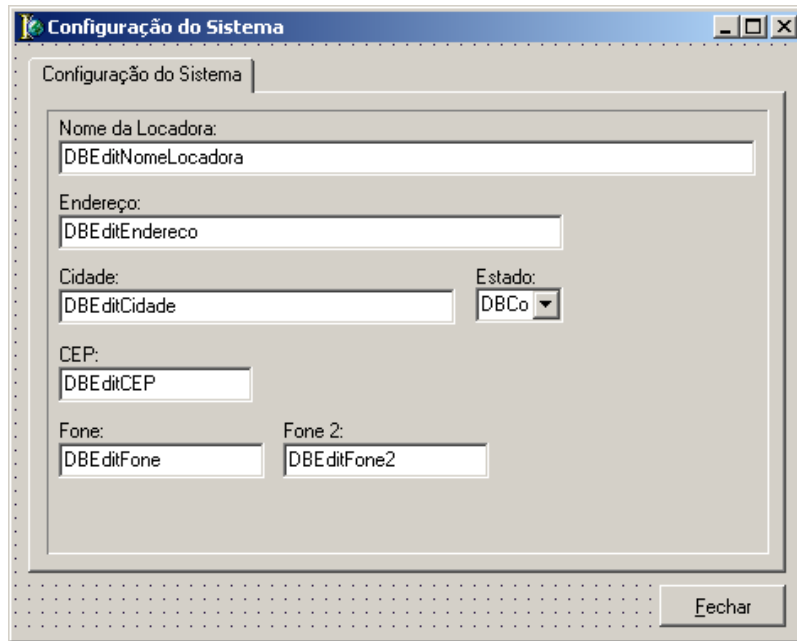 Configuração do Sistema
Configuração do Sistema
Nome da Locadora:
DBEditNomeLocadora
Endereço:
DBEditEndereco
Cidade: Estado:
DBEditCidade DBCo
CEP:
DBEditCEP
Fone: Fone 2:
DBEditFone DBEditFone2
Fechar